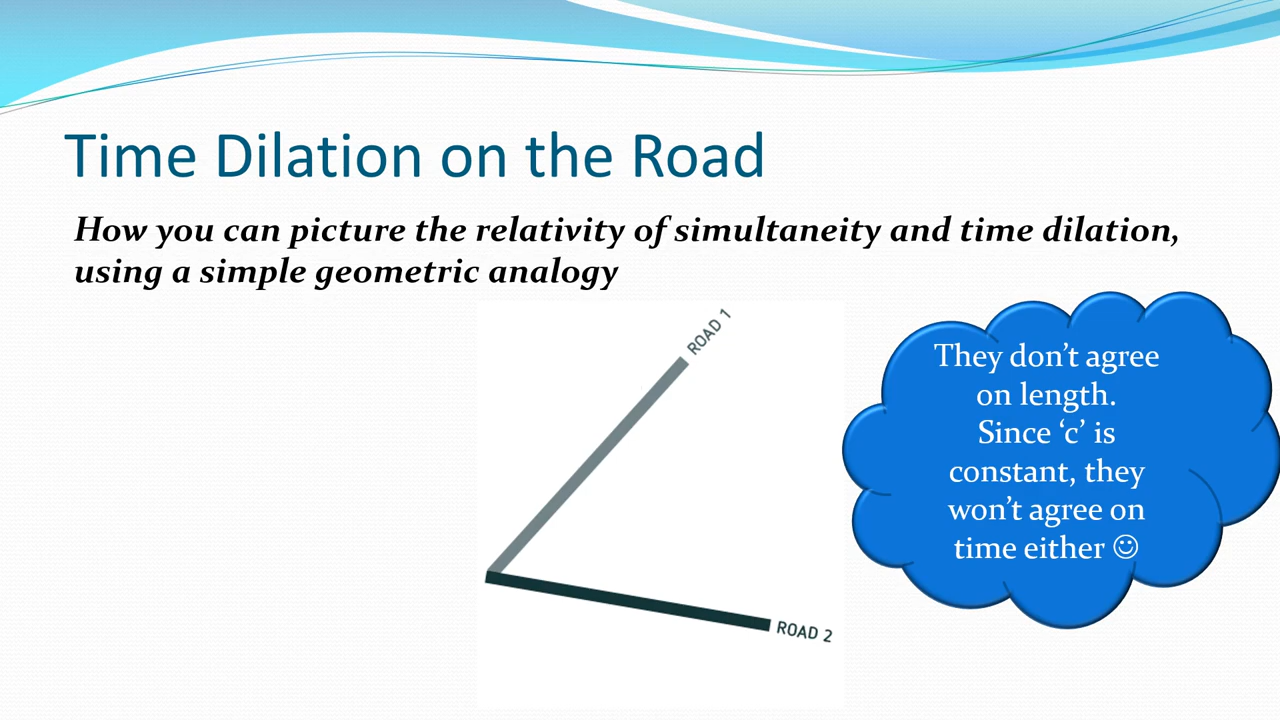 Time Dilation on the Road
How you can picture the relativity of simultaneity and time dilation,
using a simple geometric analogy
ROAD 1
ROAD 2
They don’t agree
on length.
Since ‘c’ is
constant, they
won’t agree on
time either ☺